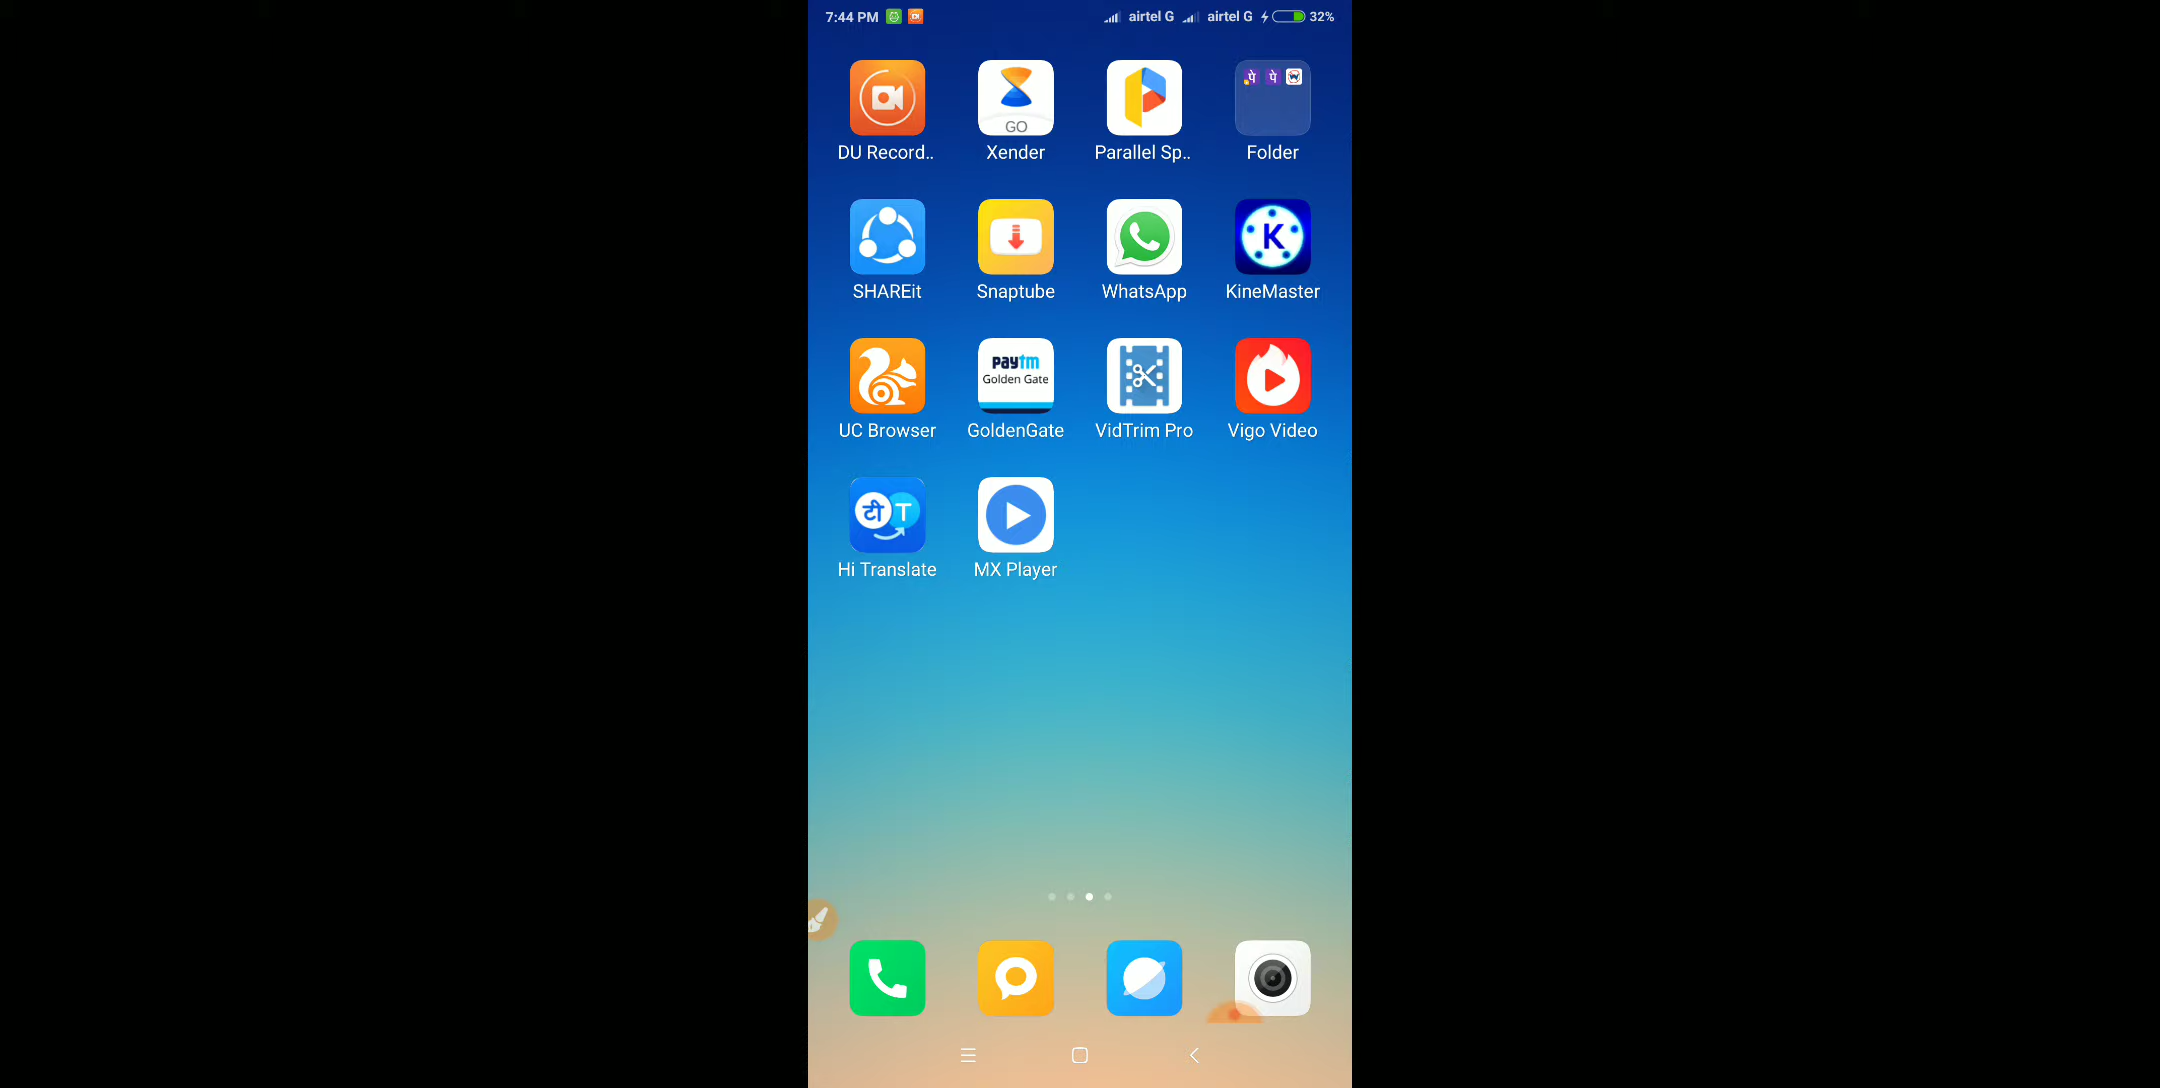 7:44 PM airtel G airtel G 32%
पे पे
GO
DU Record.. Xender Parallel Sp.. Folder
K
SHAREit Snaptube WhatsApp KineMaster
paytm
Golden Gate
UC Browser GoldenGate VidTrim Pro Vigo Video
टी T
Hi Translate MX Player